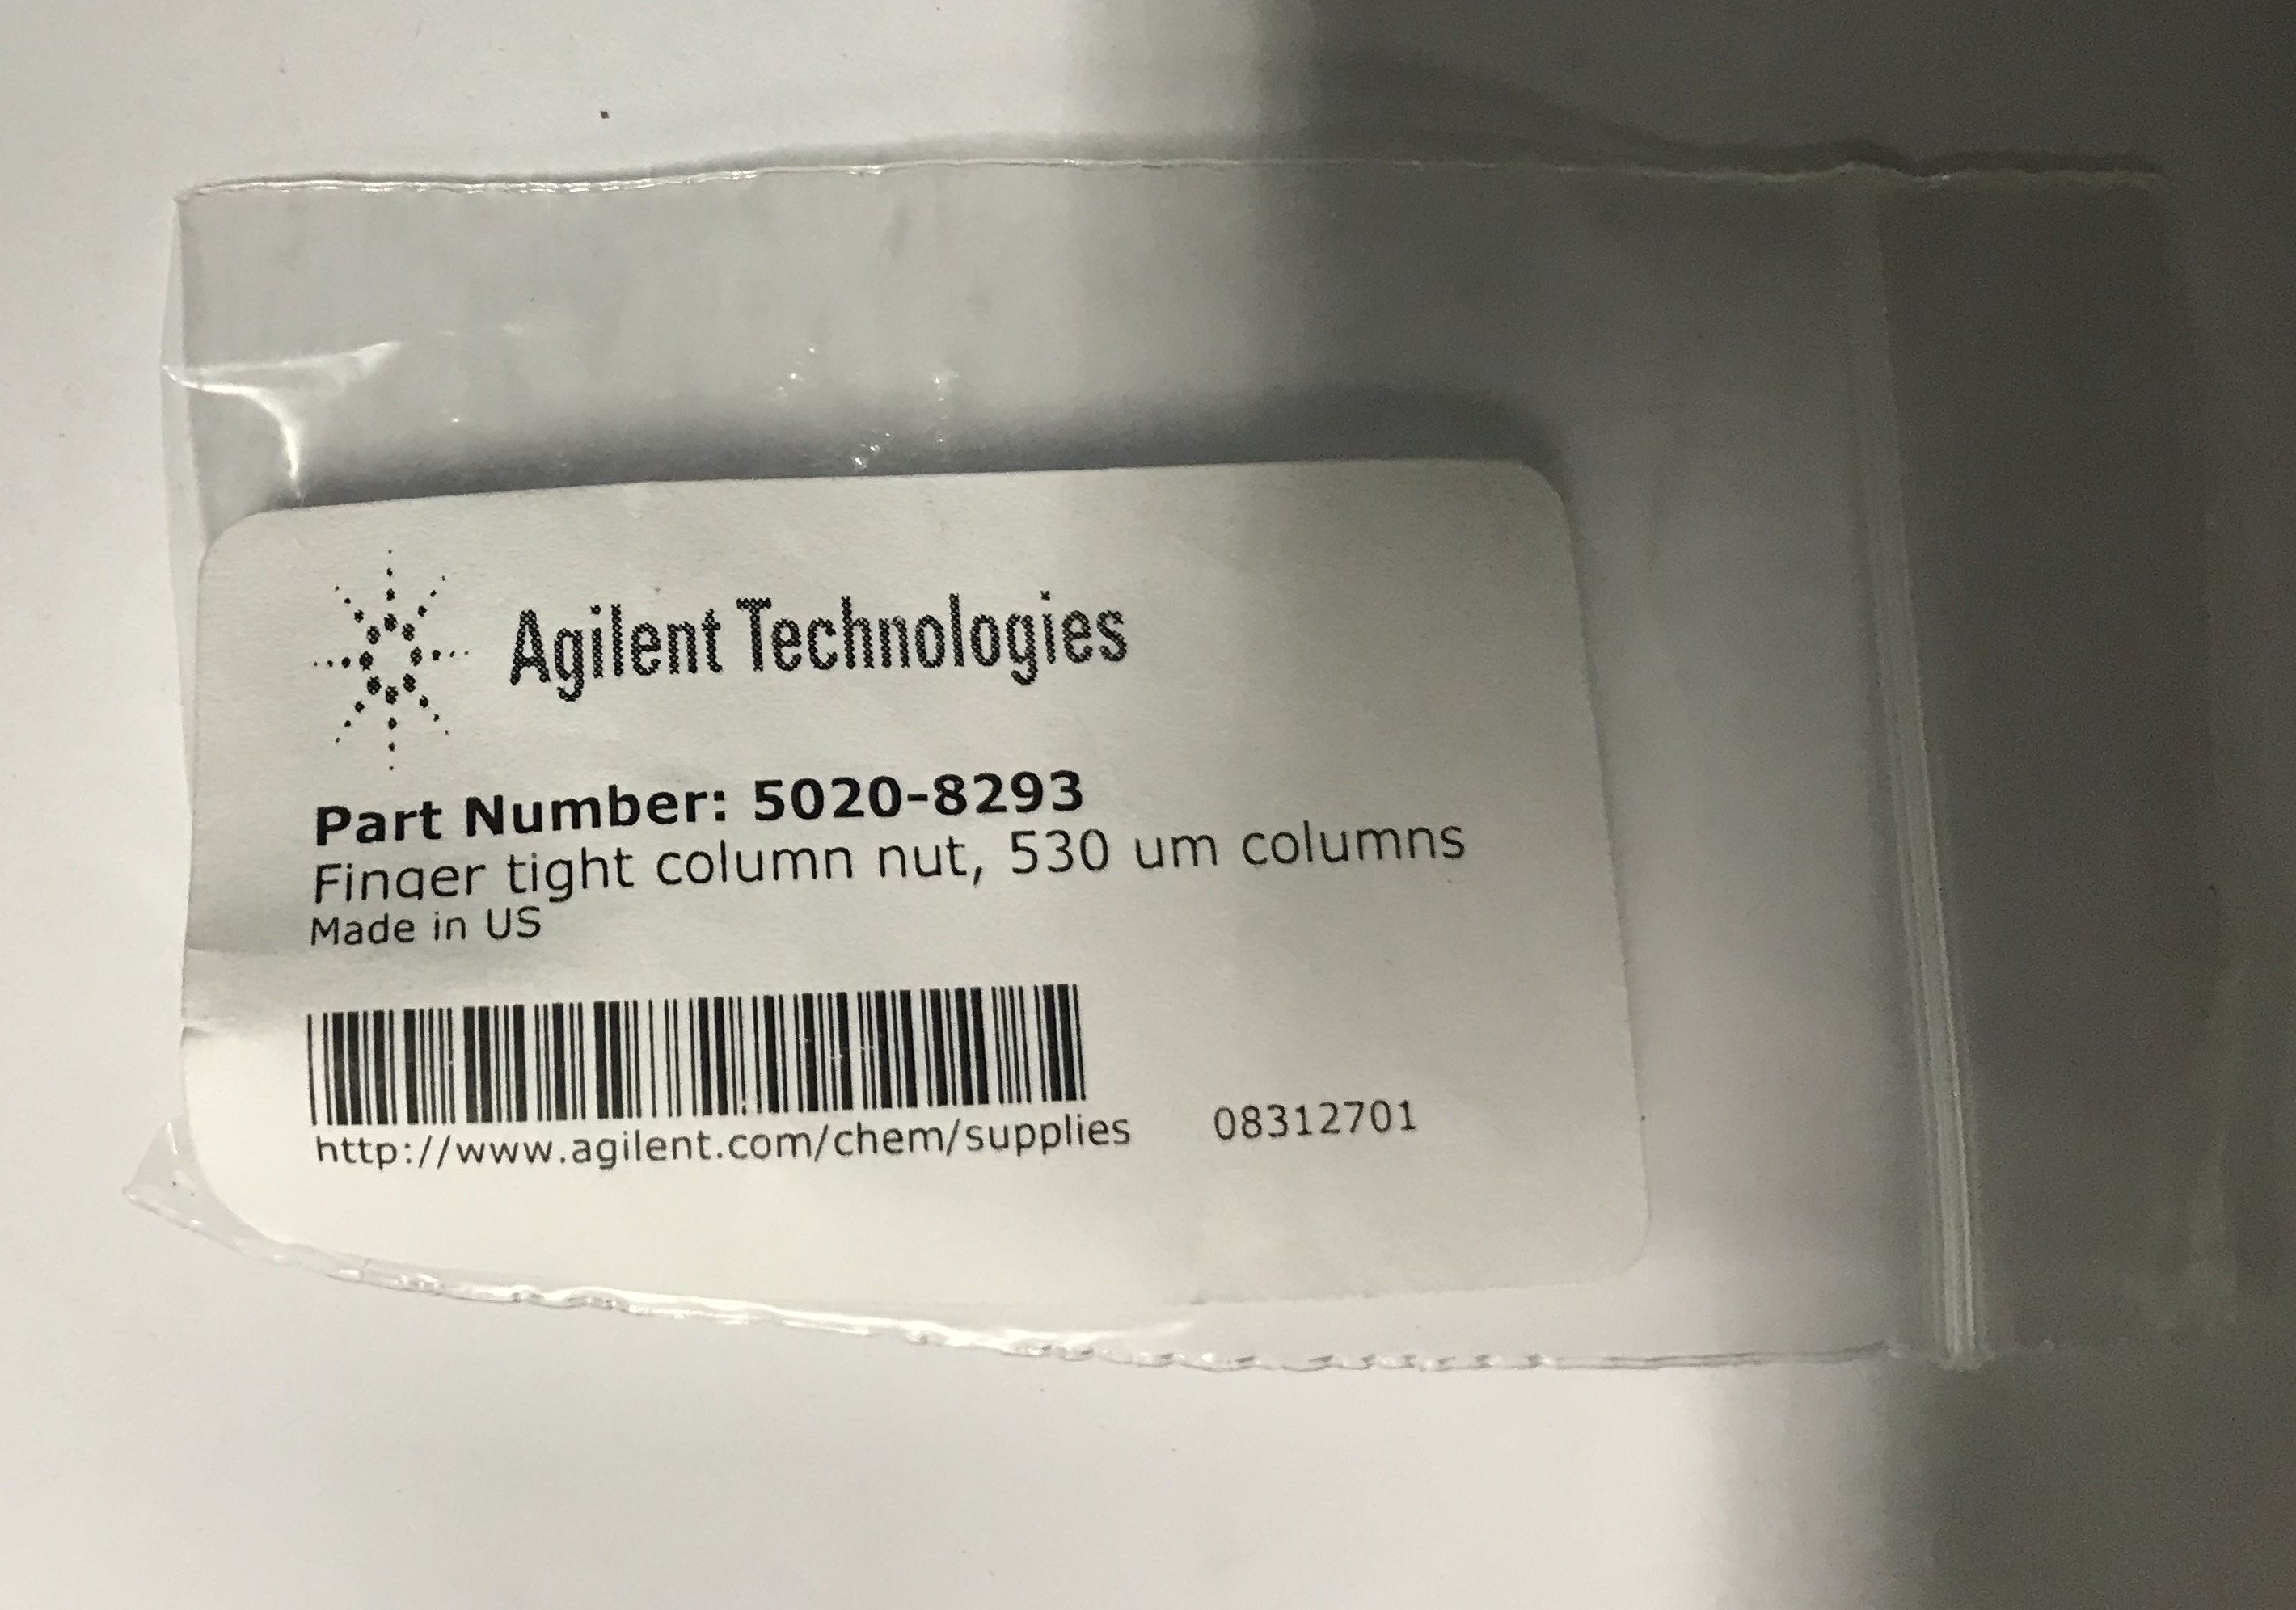 Agilent Technologies
Part Number: 5020-8293
Finger tight column nut, 530 um columns
Made in US
http://www.agilent.com/chem/supplies 08312701